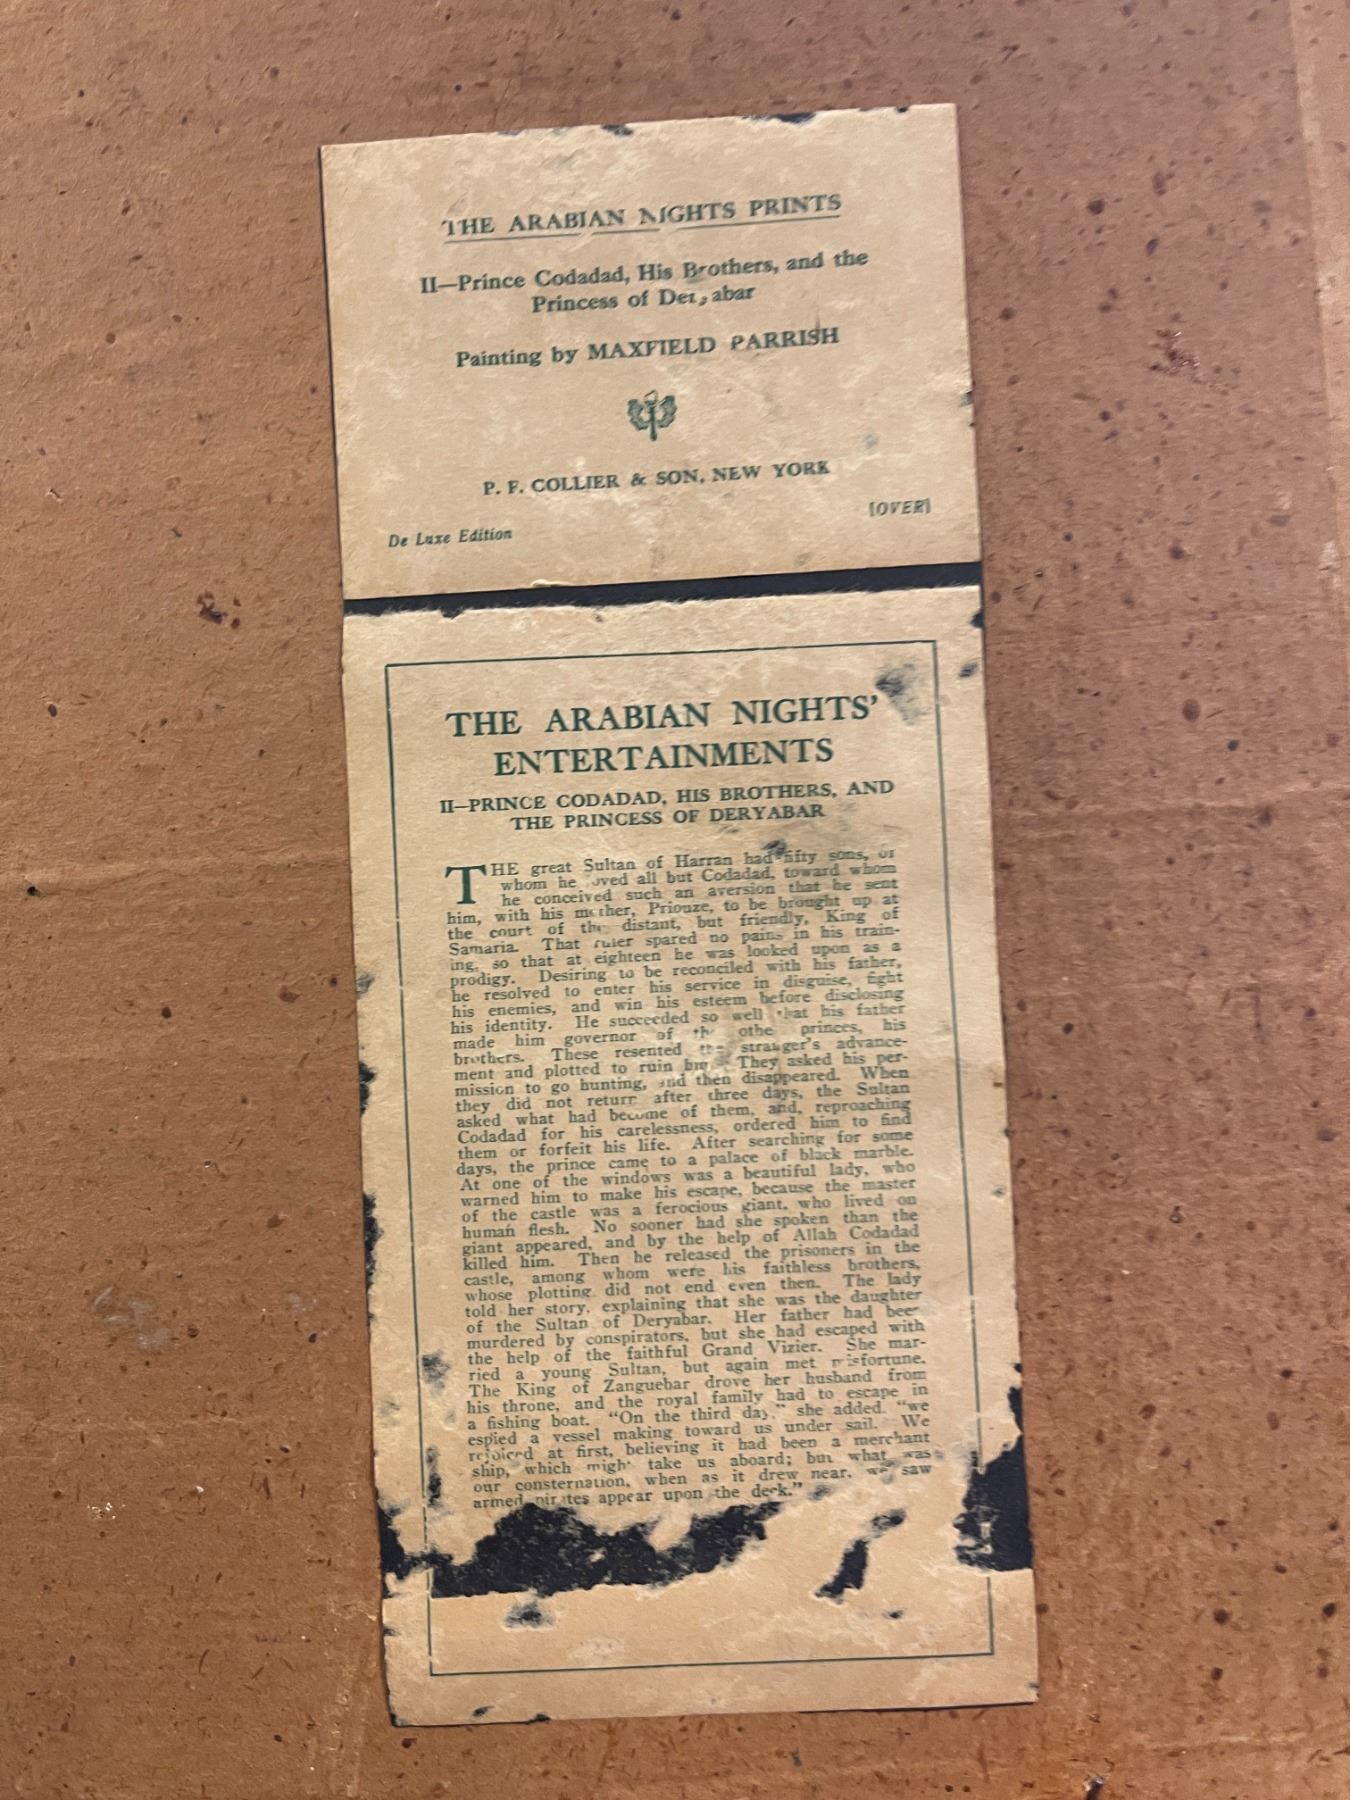 THE ARABIAN NIGHTS PRINTS
II—Prince Codadad, His Brothers, and the
Princess of Deryabar
Painting by MAXFIELD PARRISH
P. F. COLLIER & SON, NEW YORK
[OVER]
De Luxe Edition
THE ARABIAN NIGHTS'
ENTERTAINMENTS
II—PRINCE CODADAD, HIS BROTHERS, AND
THE PRINCESS OF DERYABAR
THE great Sultan of Harran had fifty sons, of
whom he loved all but Codadad, toward whom
he conceived such an aversion that he sent
him, with his mother, Priouze, to be brought up at
the court of the distant, but friendly, King of
Samaria. That ruler spared no pains in his train-
ing, so that at eighteen he was looked upon as a
prodigy. Desiring to be reconciled with his father,
he resolved to enter his service in disguise, fight
his enemies, and win his esteem before disclosing
his identity. He succeeded so well that his father
made him governor of the other princes, his
brothers. These resented the stranger's advance-
ment and plotted to ruin him. They asked his per-
mission to go hunting, and then disappeared. When
they did not return after three days, the Sultan
asked what had become of them, and, reproaching
Codadad for his carelessness, ordered him to find
them or forfeit his life. After searching for some
days, the prince came to a palace of black marble.
At one of the windows was a beautiful lady, who
warned him to make his escape, because the master
of the castle was a ferocious giant, who lived on
human flesh. No sooner had she spoken than the
giant appeared, and by the help of Allah Codadad
killed him. Then he released the prisoners in the
castle, among whom were his faithless brothers,
whose plotting did not end even then. The lady
told her story, explaining that she was the daughter
of the Sultan of Deryabar. Her father had been
murdered by conspirators, but she had escaped with
the help of the faithful Grand Vizier. She mar-
ried a young Sultan, but again met misfortune.
The King of Zanguebar drove her husband from
his throne, and the royal family had to escape in
a fishing boat. "On the third day," she added, "we
espied a vessel making toward us under sail. We
rejoiced at first, believing it had been a merchant
ship, which might take us aboard; but what was
our consternation, when as it drew near, we saw
armed pirates appear upon the deck."